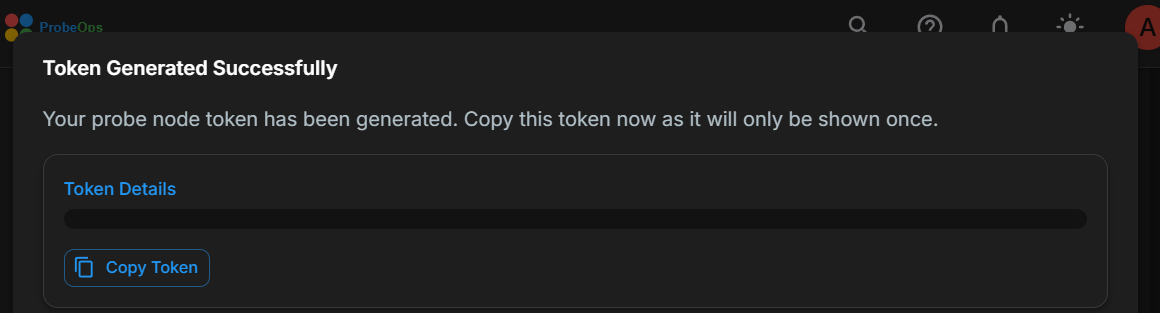 ProbeOps
A
Token Generated Successfully
Your probe node token has been generated. Copy this token now as it will only be shown once.
Token Details
Copy Token